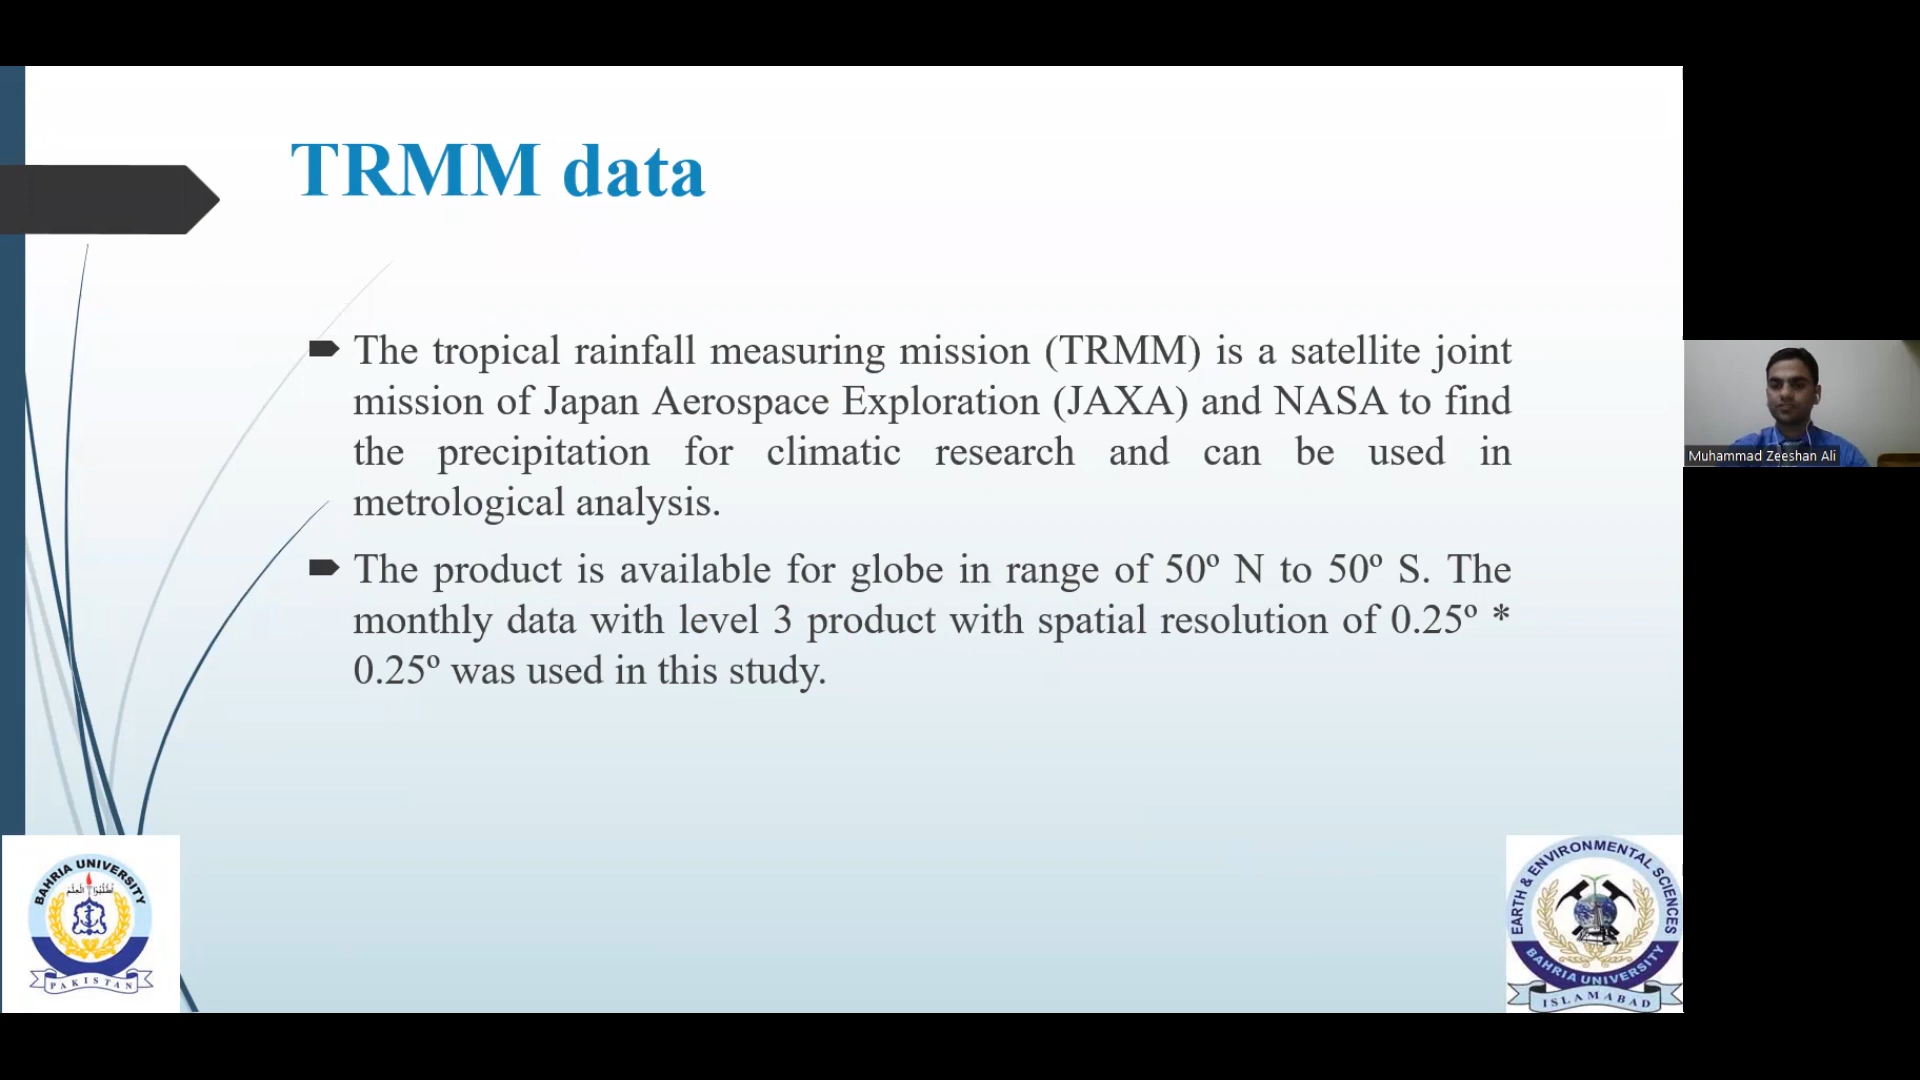 TRMM data
The tropical rainfall measuring mission (TRMM) is a satellite joint
mission of Japan Aerospace Exploration (JAXA) and NASA to find
the precipitation for climatic research and can be used in
metrological analysis.
The product is available for globe in range of 50º N to 50º S. The
monthly data with level 3 product with spatial resolution of 0.25º *
0.25º was used in this study.
Muhammad Zeeshan Ali
BAHRIA UNIVERSITY
PAKISTAN
EARTH & ENVIRONMENTAL SCIENCES
BAHRIA UNIVERSITY
ISLAMABAD